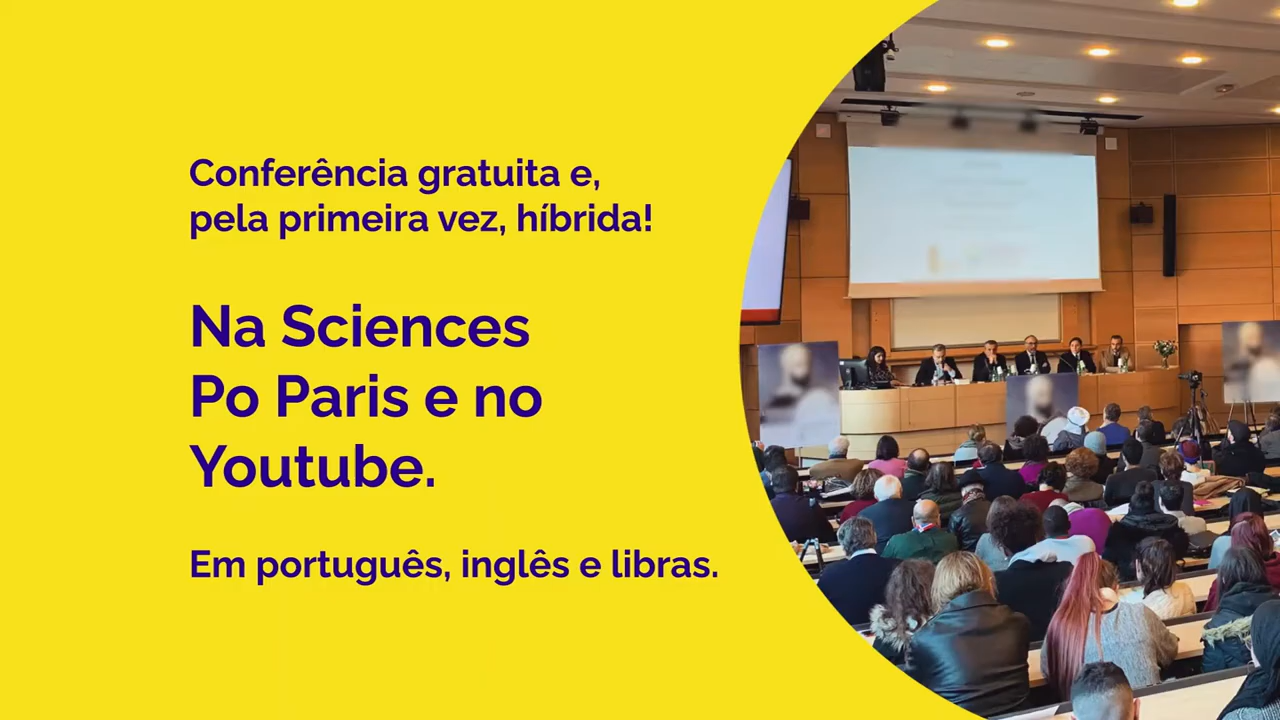 Conferência gratuita e,
pela primeira vez, híbrida!
Na Sciences
Po Paris e no
Youtube.
Em português, inglês e libras.